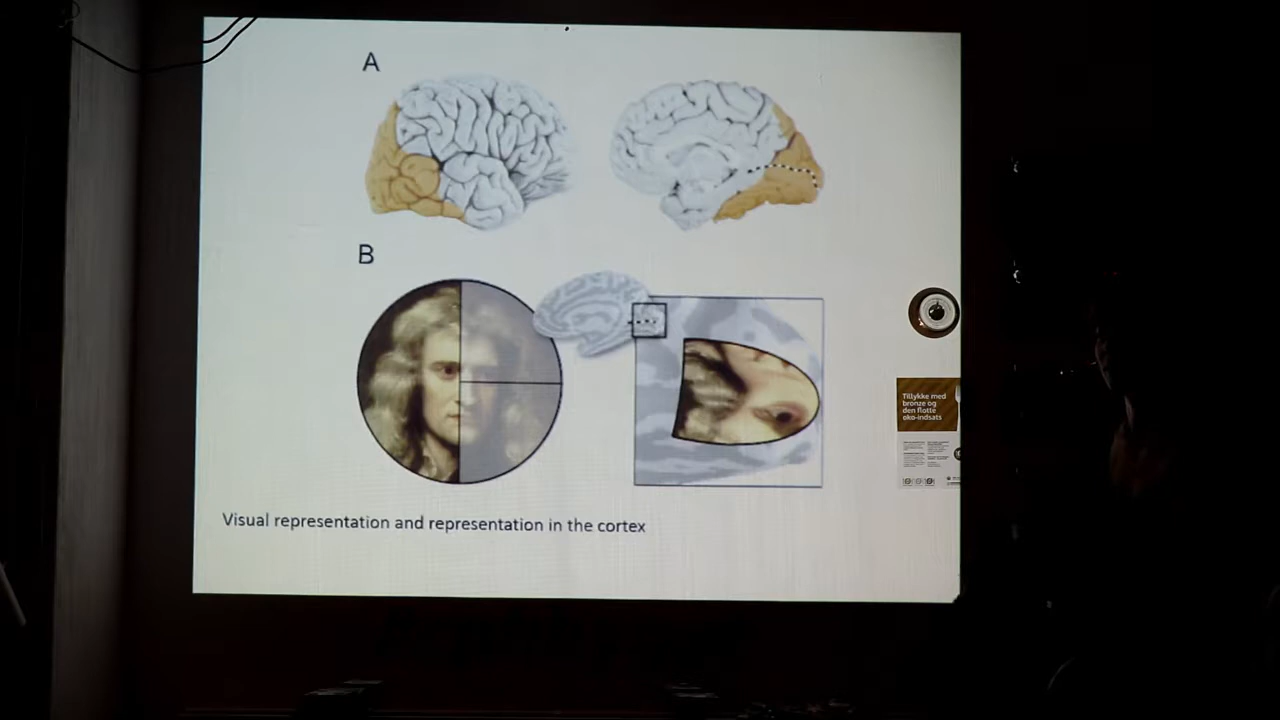 A
B
Tillykke med
bronze og
den flotte
øko-indsats
Visual representation and representation in the cortex